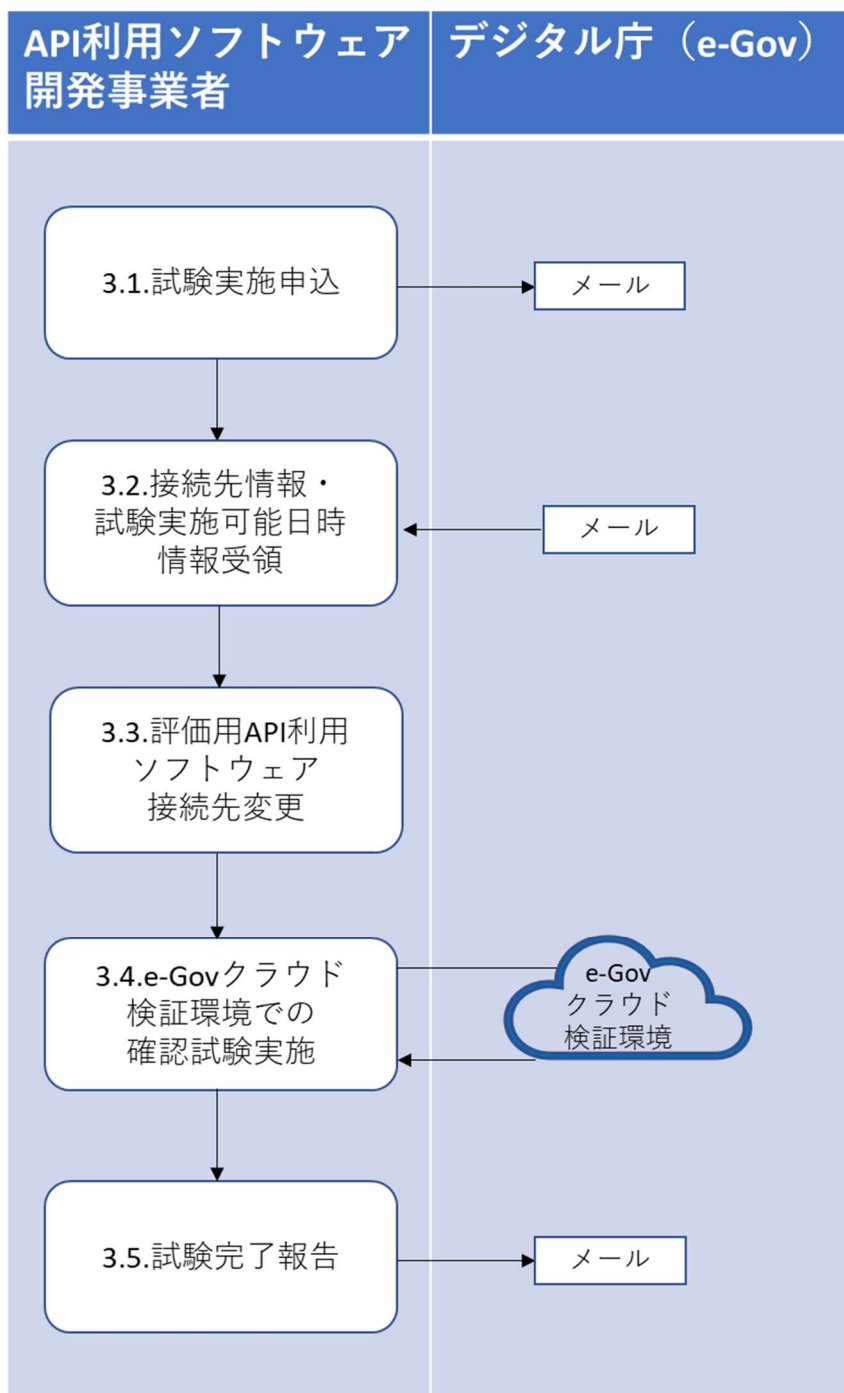 API利用ソフトウェア
開発事業者
デジタル庁（e-Gov）
3.1.試験実施申込
メール
3.2.接続先情報・
試験実施可能日時
情報受領
メール
3.3.評価用API利用
ソフトウェア
接続先変更
3.4.e-Govクラウド
検証環境での
確認試験実施
e-Gov
クラウド
検証環境
3.5.試験完了報告
メール